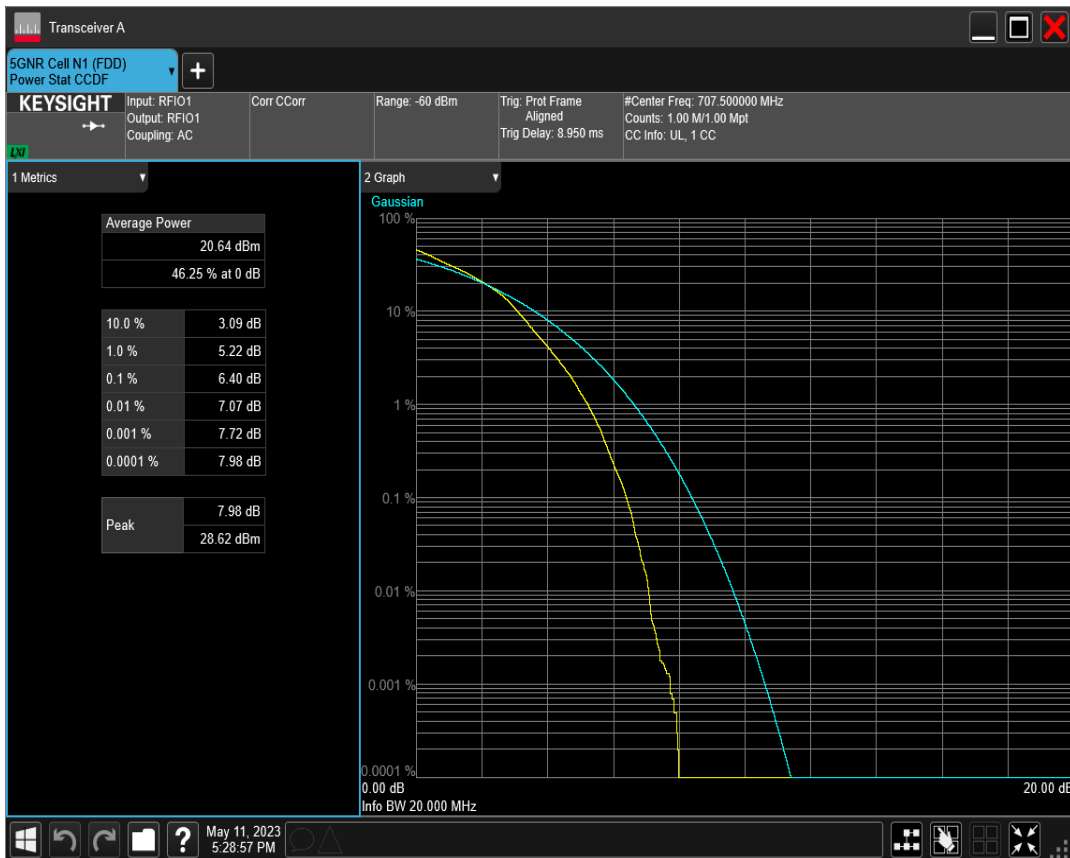 Transceiver A
5GNR Cell N1 (FDD)
Power Stat CCDF
KEYSIGHT
LXI
Input: RFIO1
Output: RFIO1
Coupling: AC
Corr CCorr
Range: -60 dBm
Trig: Prot Frame
Aligned
Trig Delay: 8.950 ms
#Center Freq: 707.500000 MHz
Counts: 1.00 M/1.00 Mpt
CC Info: UL, 1 CC
1 Metrics
Average Power
20.64 dBm
46.25 % at 0 dB
10.0 % 3.09 dB
1.0 % 5.22 dB
0.1 % 6.40 dB
0.01 % 7.07 dB
0.001 % 7.72 dB
0.0001 % 7.98 dB
Peak 7.98 dB
28.62 dBm
2 Graph
Gaussian
100 %
10 %
1 %
0.1 %
0.01 %
0.001 %
0.0001 %
0.00 dB 20.00 dB
Info BW 20.000 MHz
?
May 11, 2023
5:28:57 PM